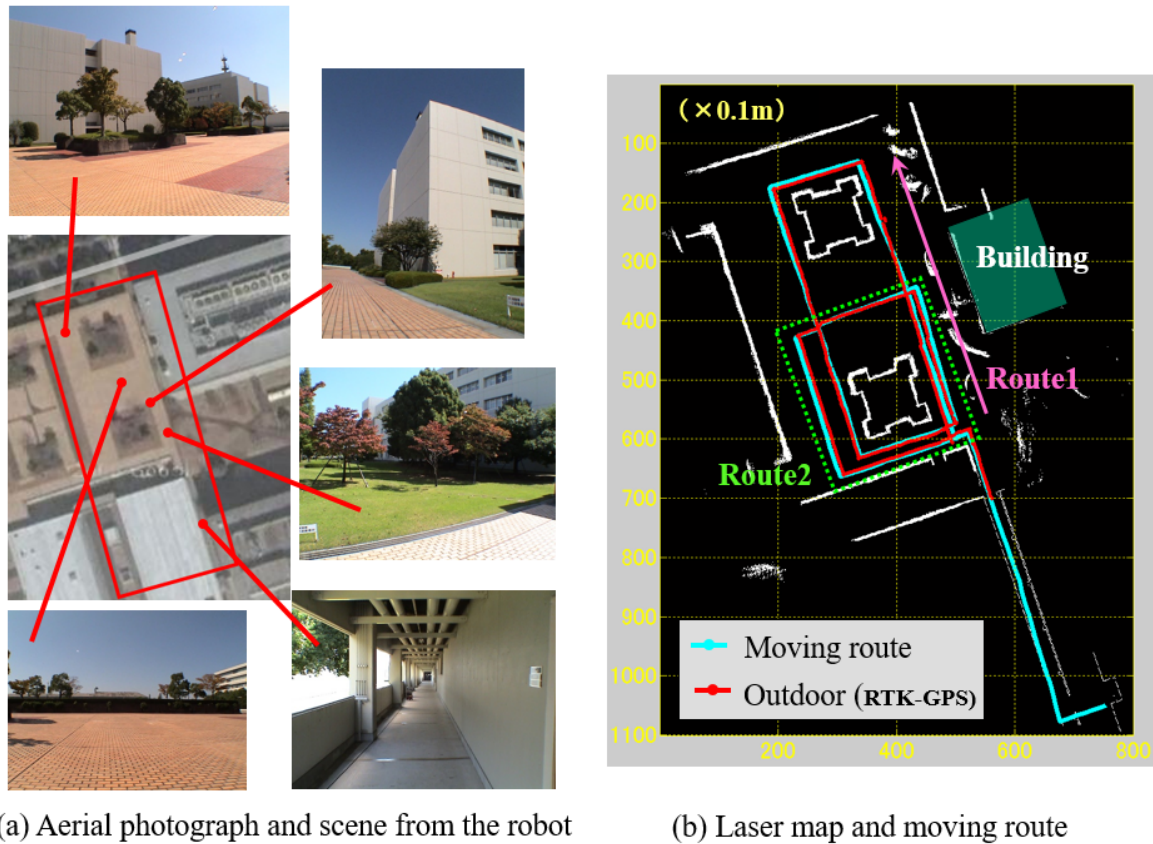 (×0.1m)
100
200
300
400
500
600
700
800
900
1000
1100
200
400
600
800
Building
Route1
Route2
Moving route
Outdoor (RTK-GPS)
(a) Aerial photograph and scene from the robot
(b) Laser map and moving route